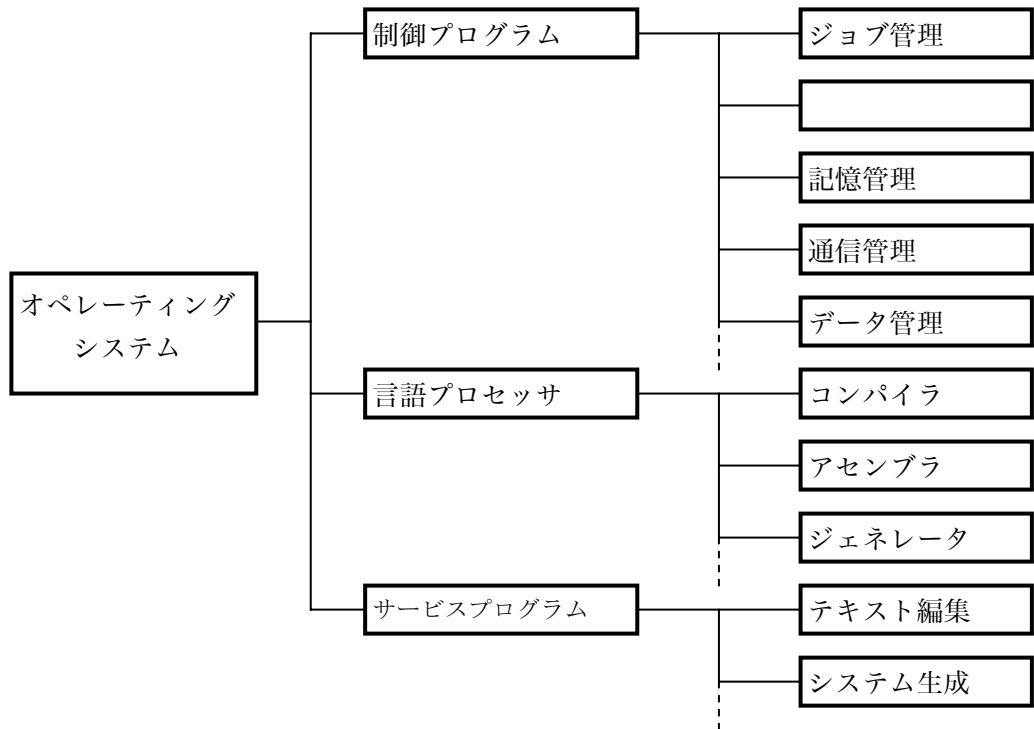 制御プログラム
ジョブ管理
記憶管理
通信管理
オペレーティング
システム
データ管理
言語プロセッサ
コンパイラ
アセンブラ
ジェネレータ
サービスプログラム
テキスト編集
システム生成